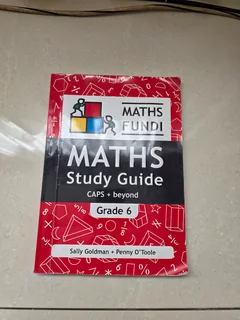 MATHS
FUNDI
MATHS
Study Guide
CAPS + beyond
Grade 6
Sally Goldman + Penny O'Toole